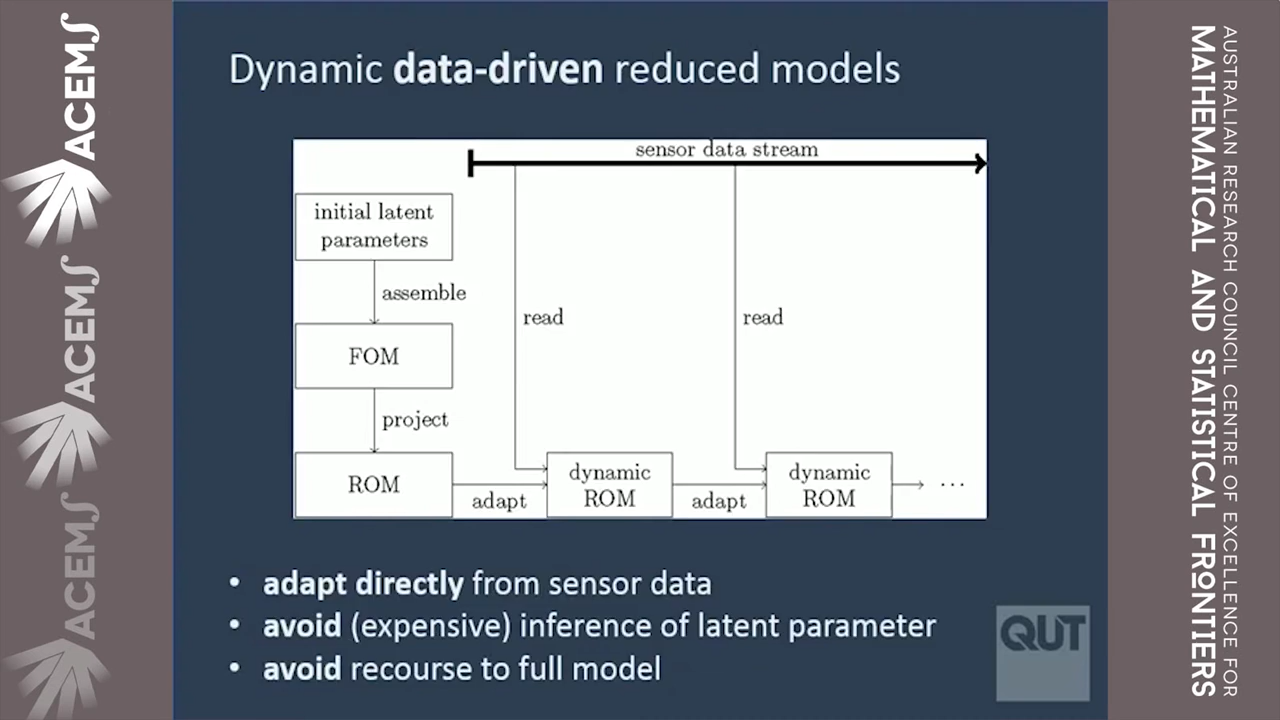 Dynamic data-driven reduced models
sensor data stream
initial latent
parameters
assemble
read
read
FOM
project
ROM
adapt
dynamic
ROM
adapt
dynamic
ROM
...
• adapt directly from sensor data
• avoid (expensive) inference of latent parameter
• avoid recourse to full model
QUT
ACEMS
ACEMS
ACEMS
AUSTRALIAN RESEARCH COUNCIL CENTRE OF EXCELLENCE FOR
MATHEMATICAL AND STATISTICAL FRONTIERS